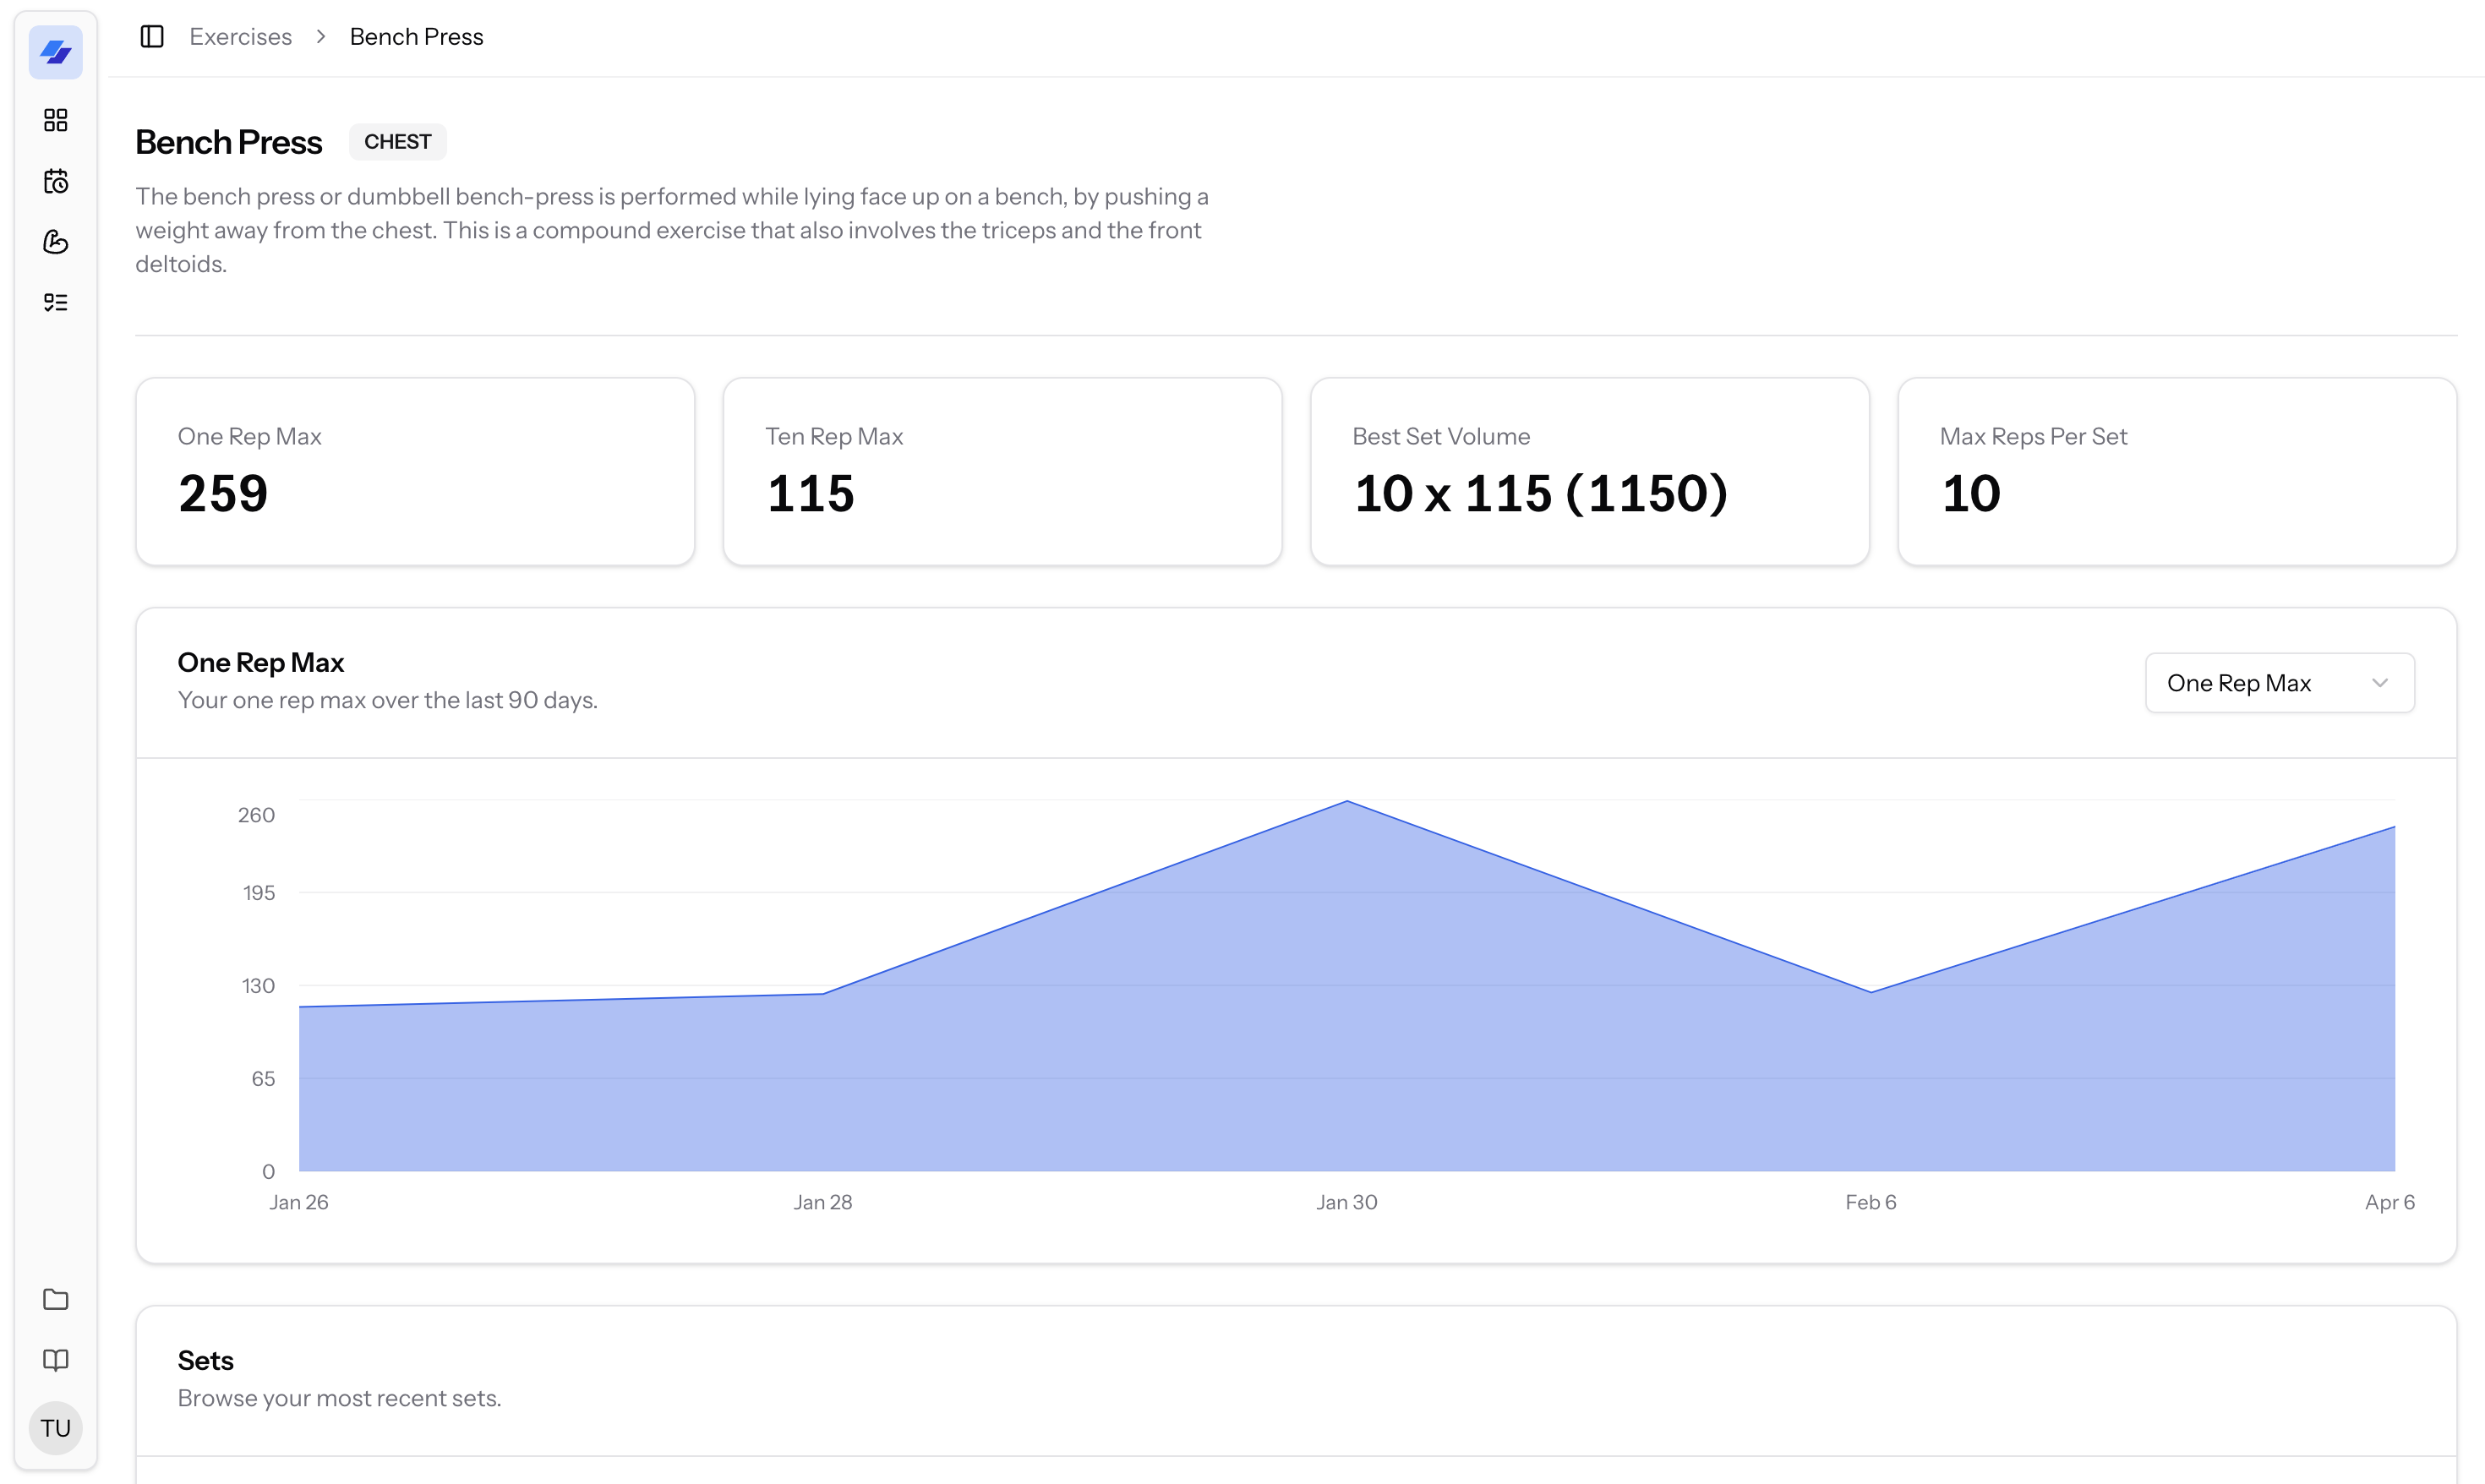 Exercises > Bench Press
Bench Press CHEST
The bench press or dumbbell bench-press is performed while lying face up on a bench, by pushing a
weight away from the chest. This is a compound exercise that also involves the triceps and the front
deltoids.
One Rep Max
259
Ten Rep Max
115
Best Set Volume
10 x 115 (1150)
Max Reps Per Set
10
One Rep Max
Your one rep max over the last 90 days.
One Rep Max
260
195
130
65
0
Jan 26
Jan 28
Jan 30
Feb 6
Apr 6
Sets
Browse your most recent sets.
TU